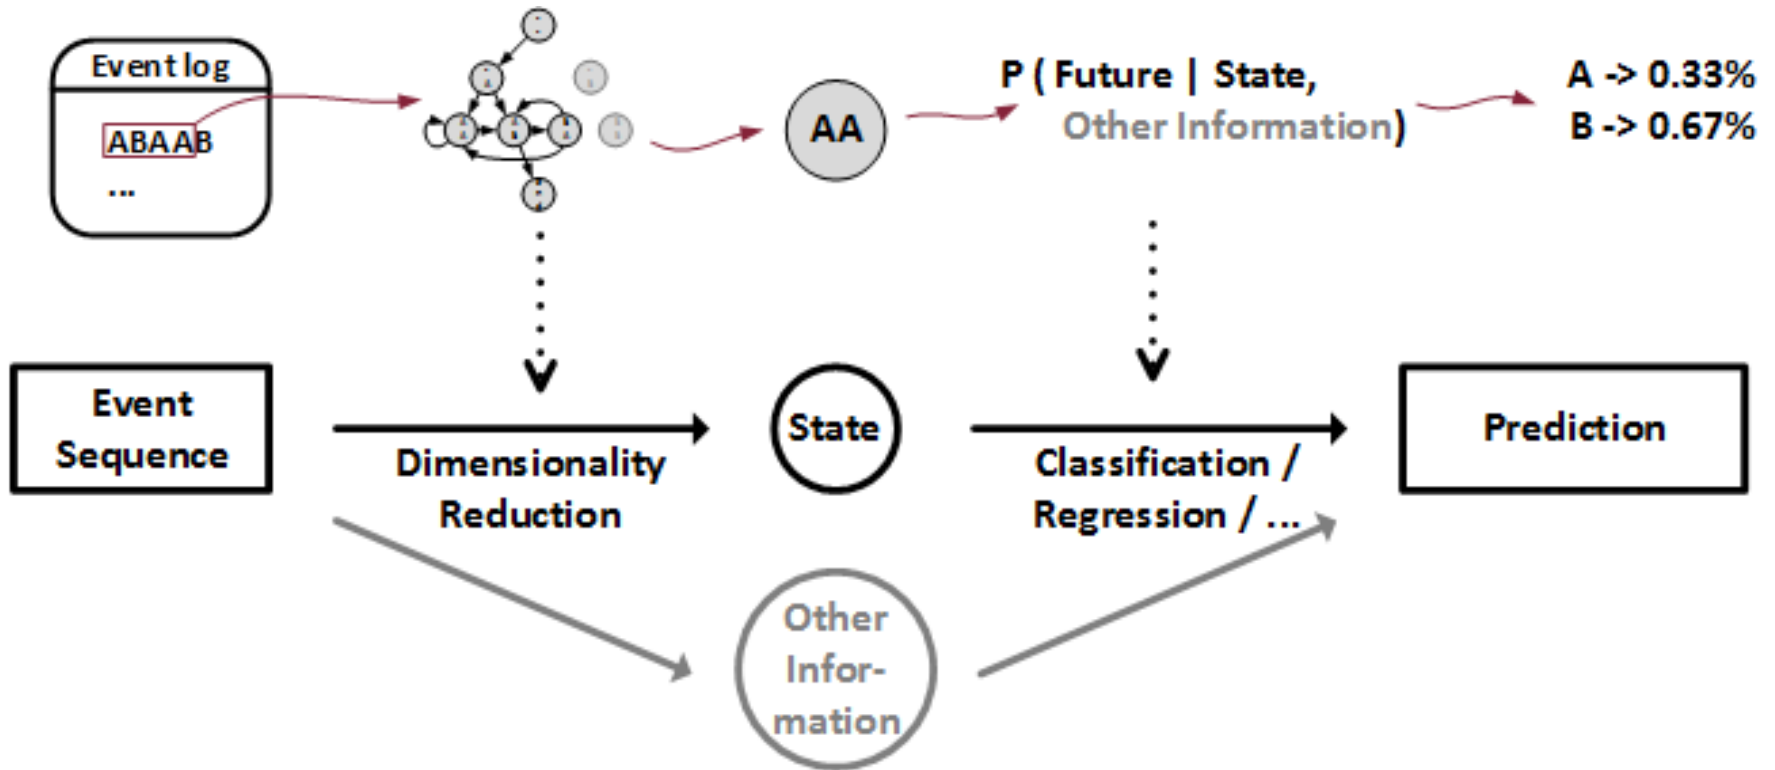 Event log
ABAAB
...
AA
P ( Future | State,
Other Information)
A -> 0.33%
B -> 0.67%
Event
Sequence
Dimensionality
Reduction
State
Classification /
Regression / ...
Prediction
Other
Infor-
mation